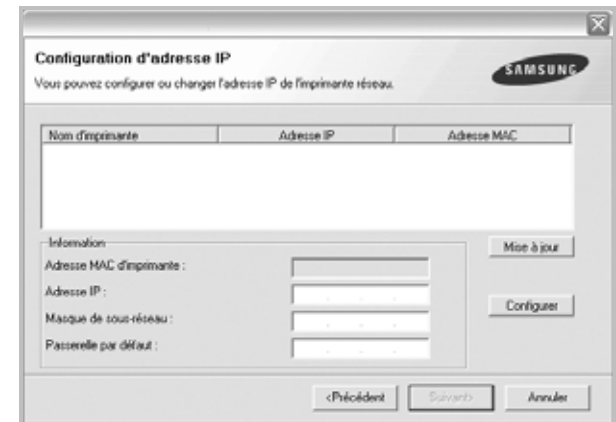 Configuration d'adresse IP
Vous pouvez configurer ou changer l'adresse IP de l'imprimante réseau.
SAMSUNG
Nom d'imprimante Adresse IP Adresse MAC
Information
Mise à jour
Adresse MAC d'imprimante :
Adresse IP :
Configurer
Masque de sous-réseau :
Passerelle par défaut :
<Précédent Suivant> Annuler